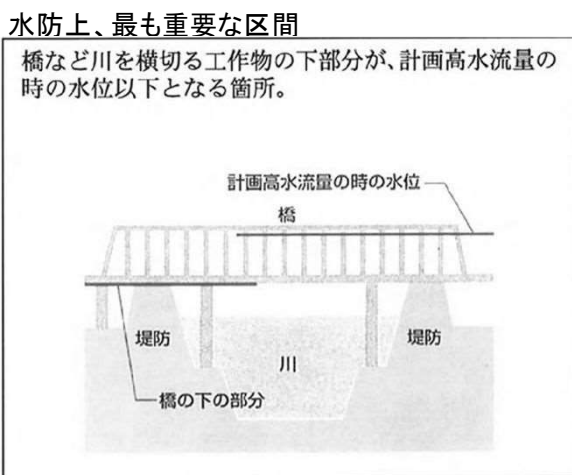 水防上、最も重要な区間
橋など川を横切る工作物の下部分が、計画高水流量の
時の水位以下となる箇所。
計画高水流量の時の水位
橋
堤防
川
堤防
橋の下の部分